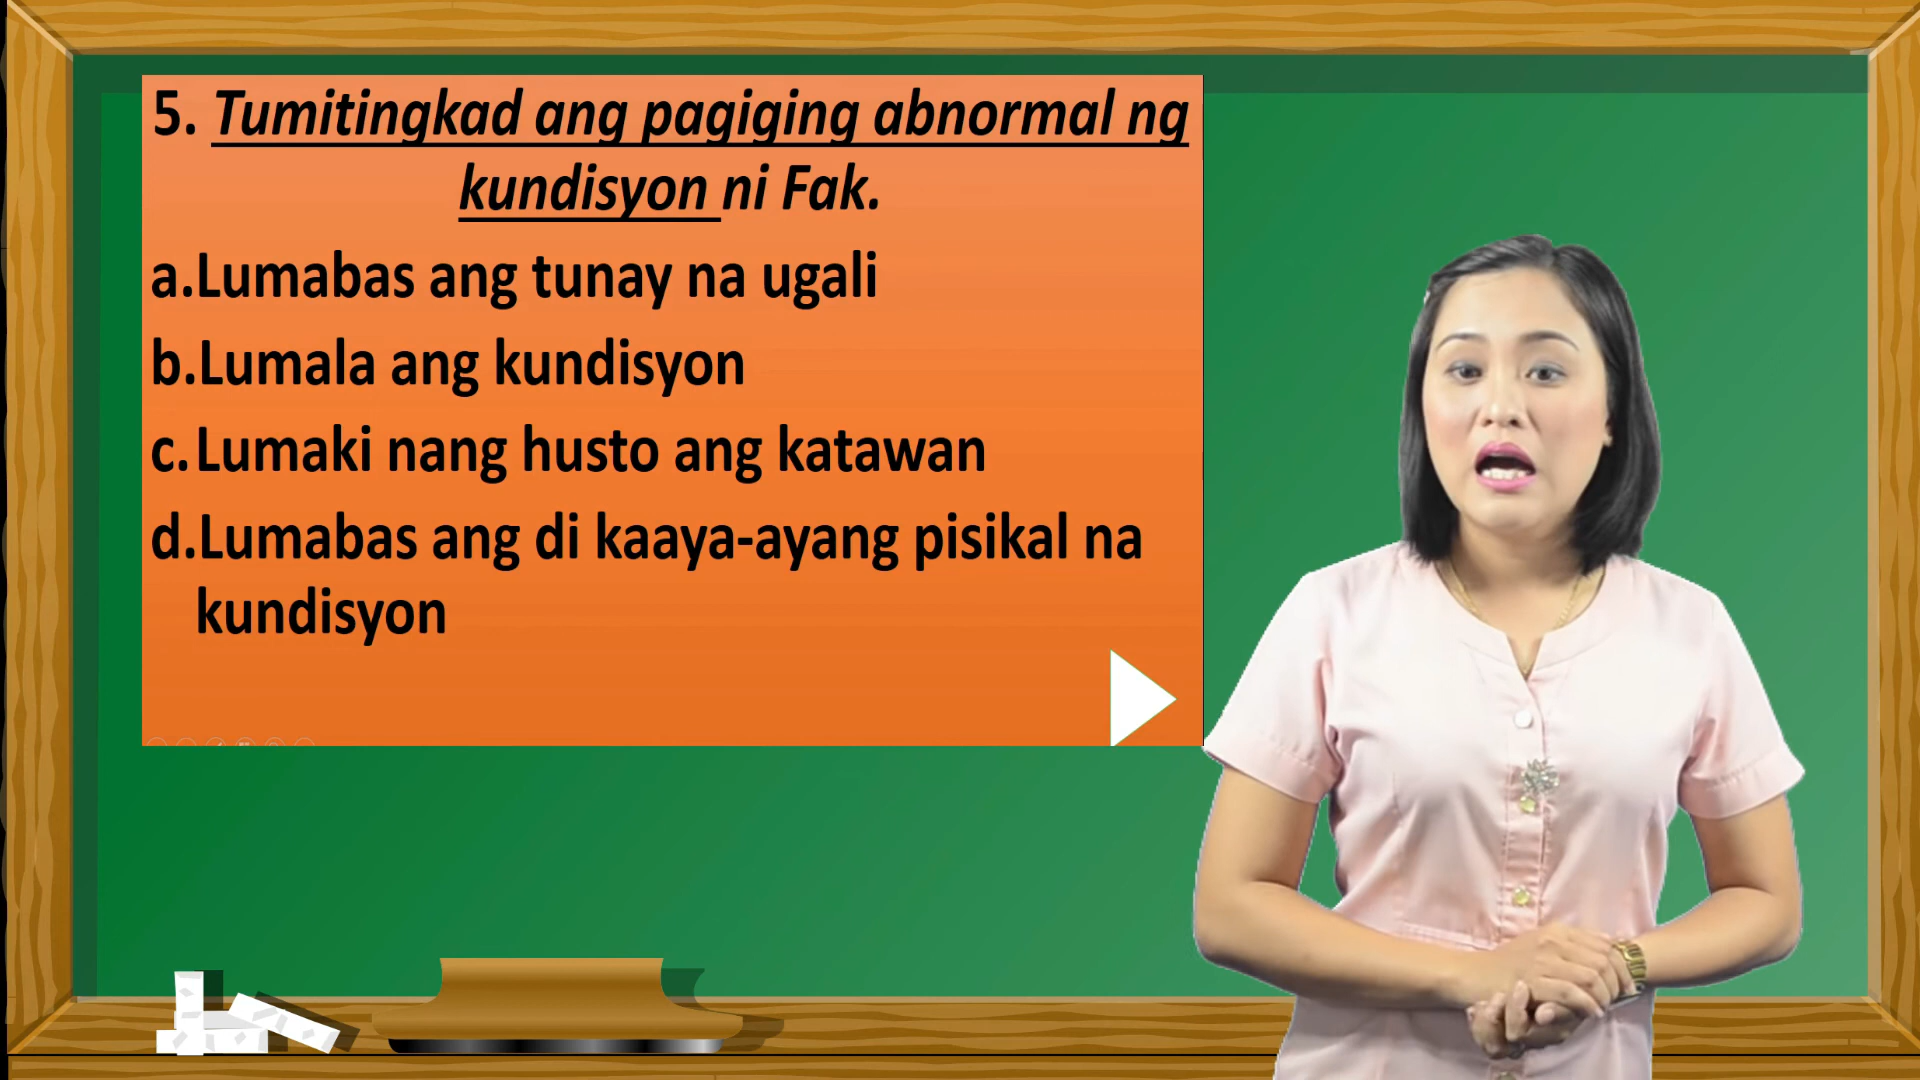 5. Tumitingkad ang pagiging abnormal ng
kundisyon ni Fak.
a.Lumabas ang tunay na ugali
b.Lumala ang kundisyon
c.Lumaki nang husto ang katawan
d.Lumabas ang di kaaya-ayang pisikal na
kundisyon